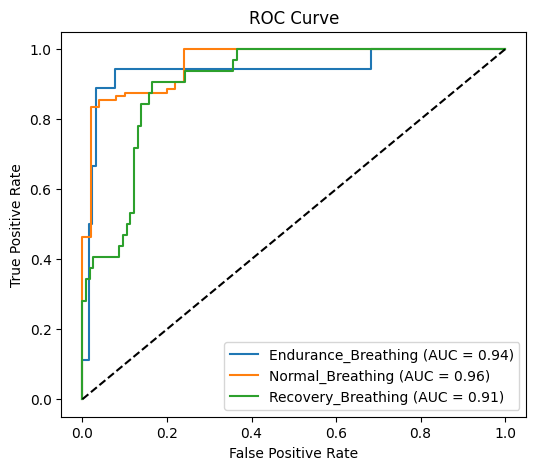 ROC Curve
True Positive Rate
1.0
0.8
0.6
0.4
0.2
0.0
Endurance_Breathing (AUC = 0.94)
Normal_Breathing (AUC = 0.96)
Recovery_Breathing (AUC = 0.91)
0.0 0.2 0.4 0.6 0.8 1.0
False Positive Rate